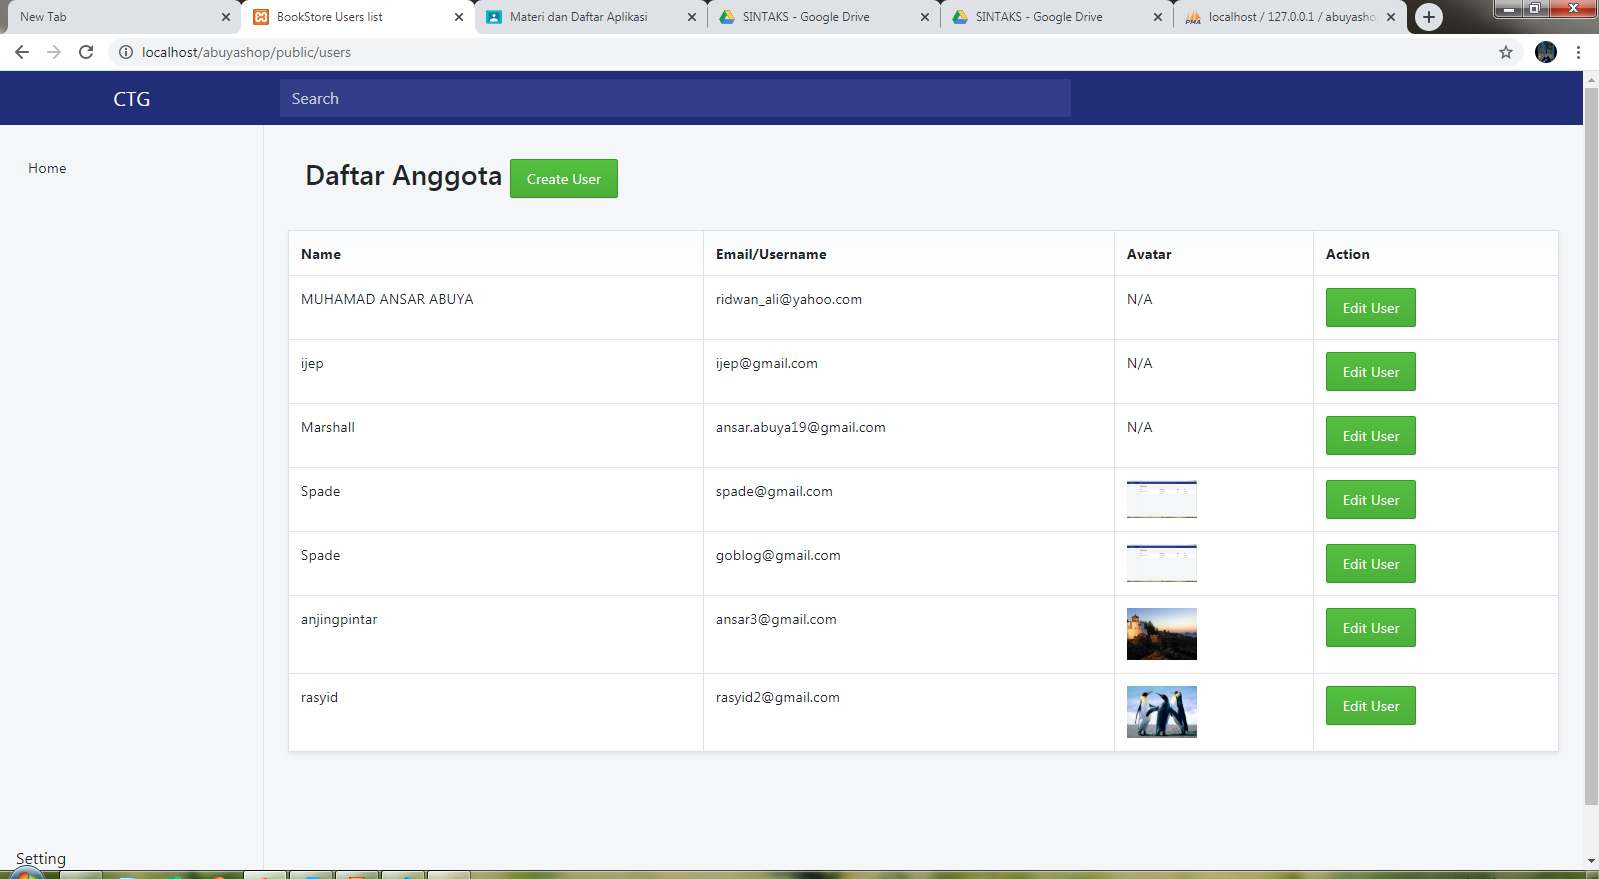 New Tab
BookStore Users list
Materi dan Daftar Aplikasi
SINTAKS - Google Drive
SINTAKS - Google Drive
localhost / 127.0.0.1 / abuyasho
localhost/abuyashop/public/users
CTG
Search
Home
Daftar Anggota
Create User
Name Email/Username Avatar Action
MUHAMAD ANSAR ABUYA ridwan_ali@yahoo.com N/A Edit User
ijep ijep@gmail.com N/A Edit User
Marshall ansar.abuya19@gmail.com N/A Edit User
Spade spade@gmail.com Edit User
Spade goblog@gmail.com Edit User
anjingpintar ansar3@gmail.com Edit User
rasyid rasyid2@gmail.com Edit User
Setting